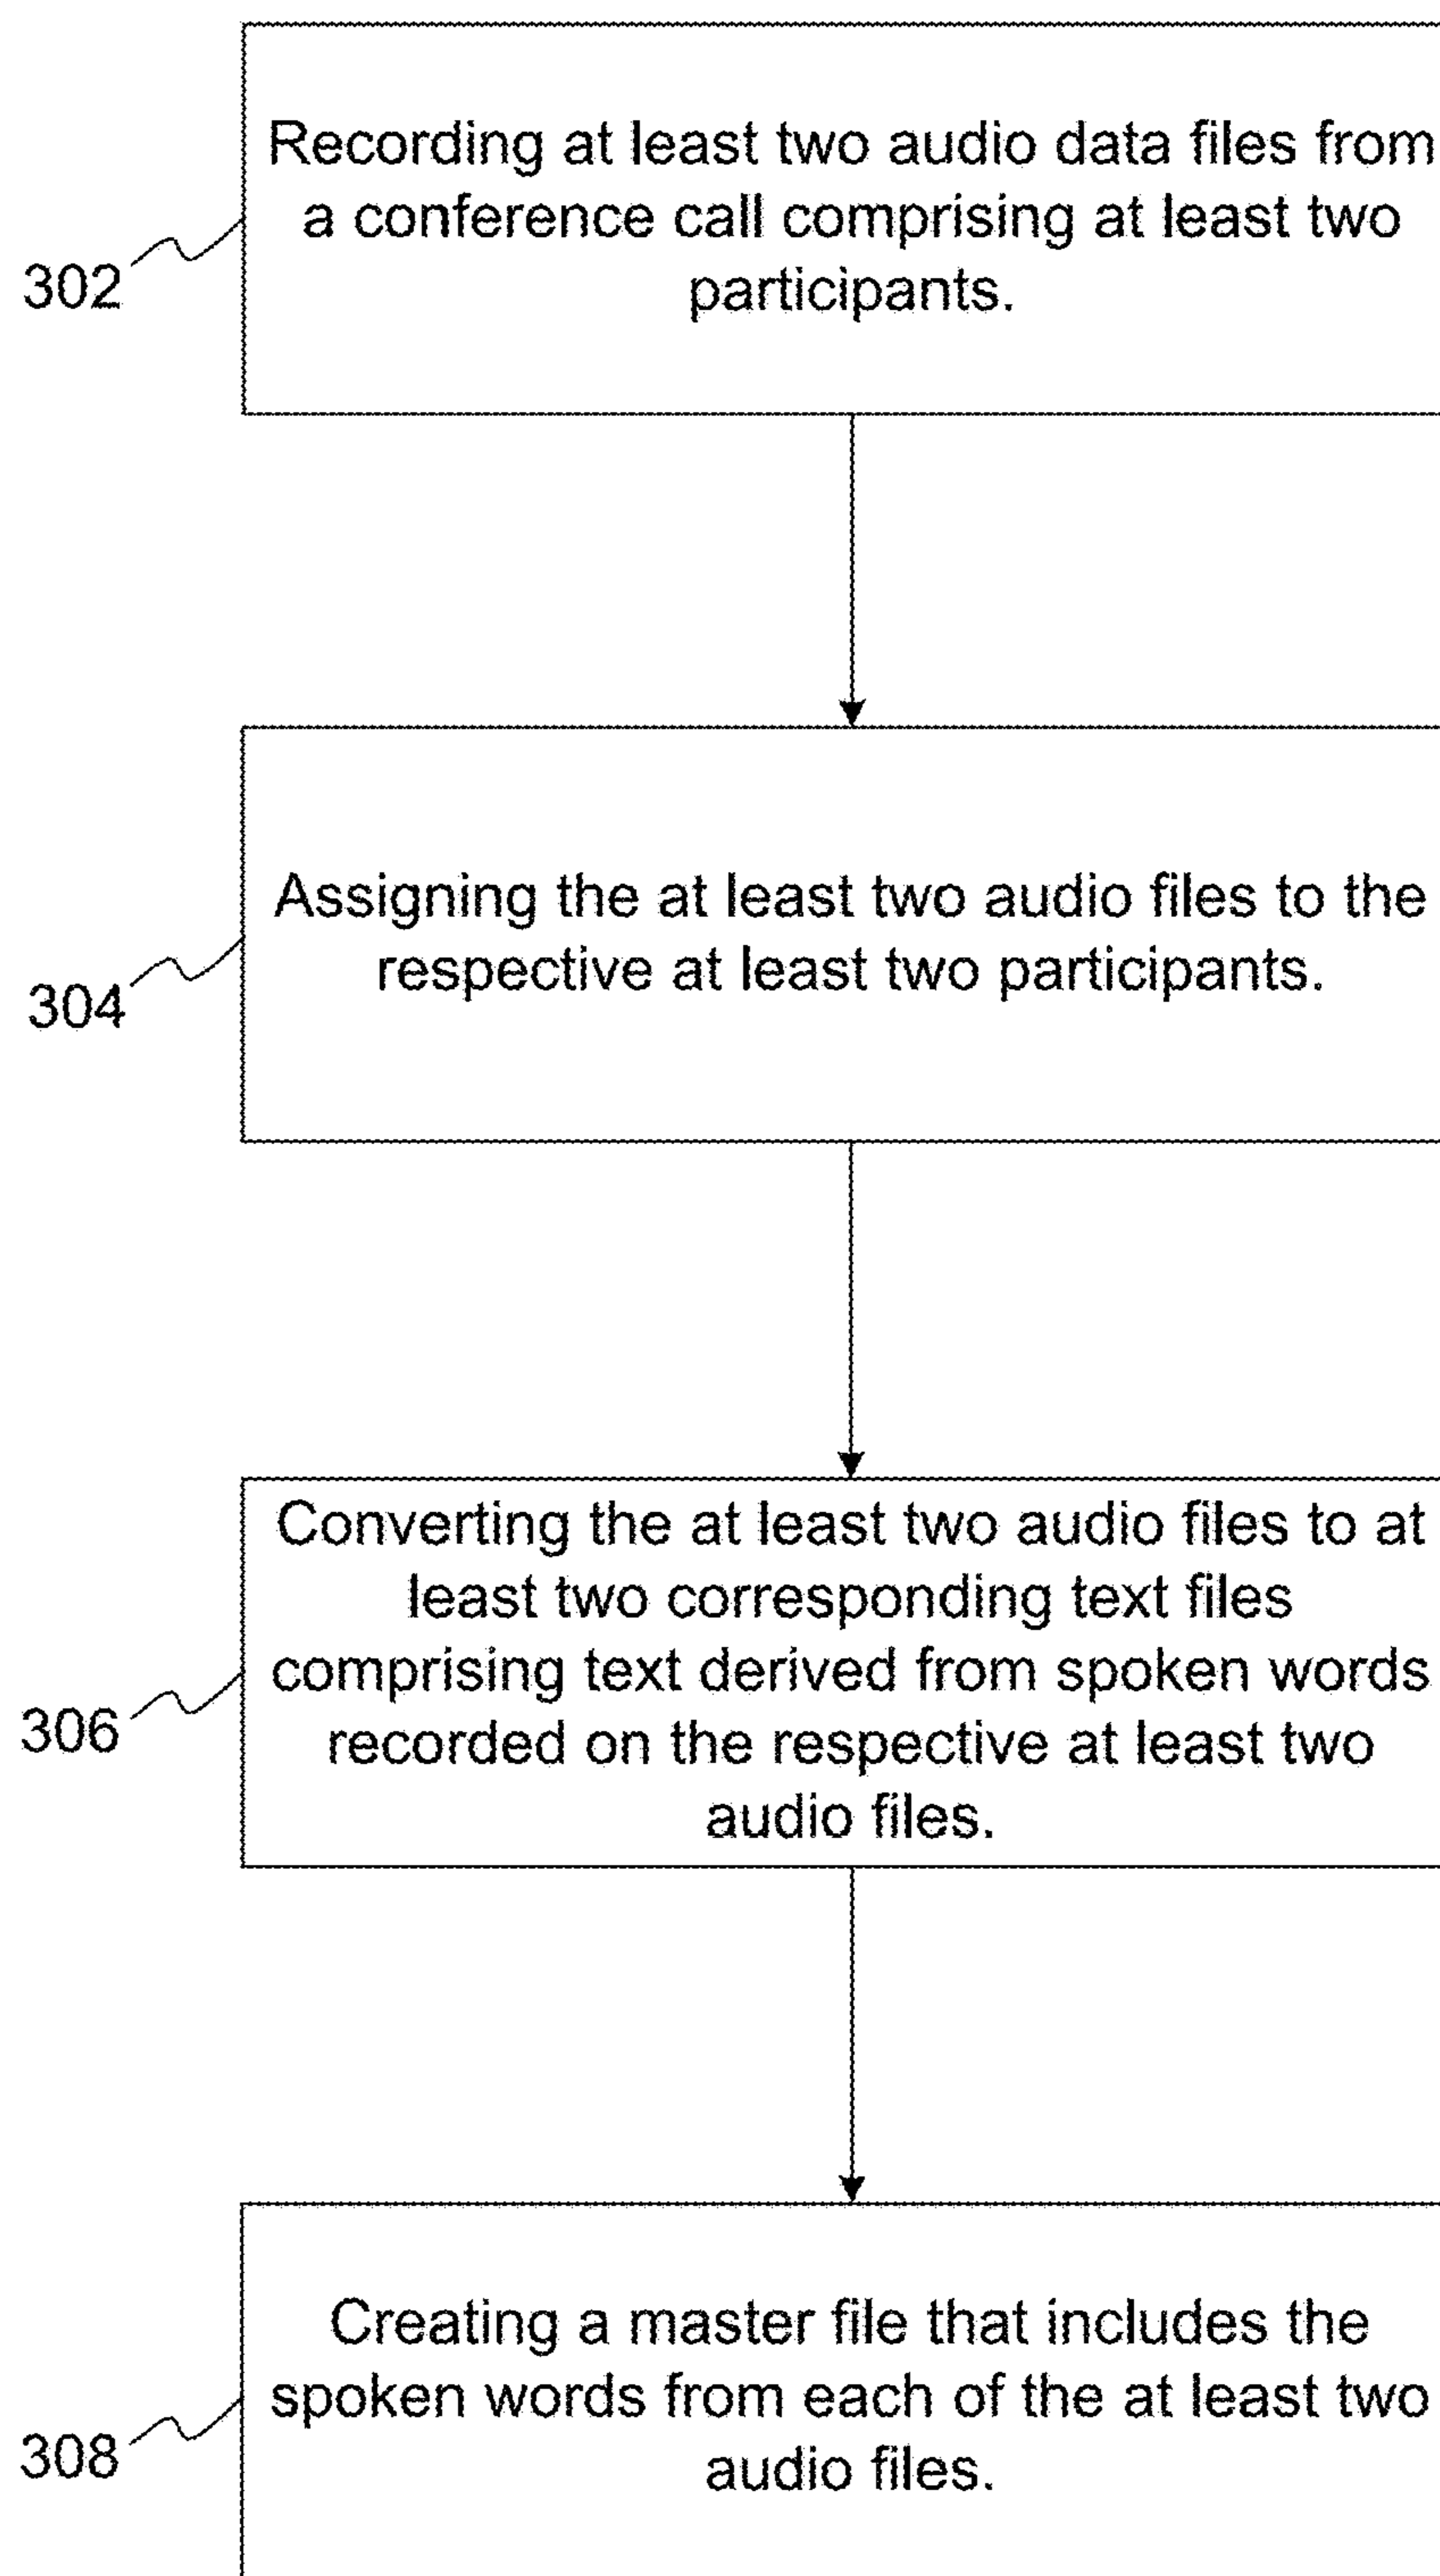 Recording at least two audio data files from
a conference call comprising at least two
participants.
302
Assigning the at least two audio files to the
respective at least two participants.
304
Converting the at least two audio files to at
least two corresponding text files
comprising text derived from spoken words
recorded on the respective at least two
audio files.
306
Creating a master file that includes the
spoken words from each of the at least two
audio files.
308